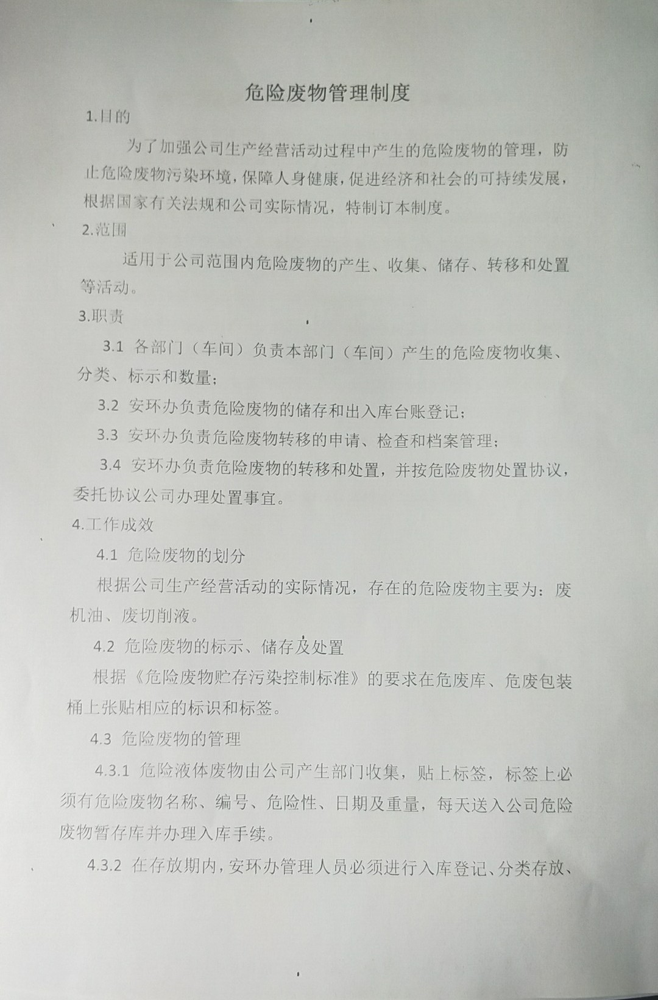 危险废物管理制度
1.目的
为了加强公司生产经营活动过程中产生的危险废物的管理，防
止危险废物污染环境，保障人身健康，促进经济和社会的可持续发展，
根据国家有关法规和公司实际情况，特制订本制度。
2.范围
适用于公司范围内危险废物的产生、收集、储存、转移和处置
等活动。
3.职责
3.1 各部门（车间）负责本部门（车间）产生的危险废物收集、
分类、标示和数量；
3.2 安环办负责危险废物的储存和出入库台账登记；
3.3 安环办负责危险废物转移的申请、检查和档案管理；
3.4 安环办负责危险废物的转移和处置，并按危险废物处置协议，
委托协议公司办理处置事宜。
4.工作成效
4.1 危险废物的划分
根据公司生产经营活动的实际情况，存在的危险废物主要为：废
机油、废切削液。
4.2 危险废物的标示、储存及处置
根据《危险废物贮存污染控制标准》的要求在危废库、危废包装
桶上张贴相应的标识和标签。
4.3 危险废物的管理
4.3.1 危险液体废物由公司产生部门收集，贴上标签，标签上必
须有危险废物名称、编号、危险性、日期及重量，每天送入公司危险
废物暂存库并办理入库手续。
4.3.2 在存放期内，安环办管理人员必须进行入库登记、分类存放、